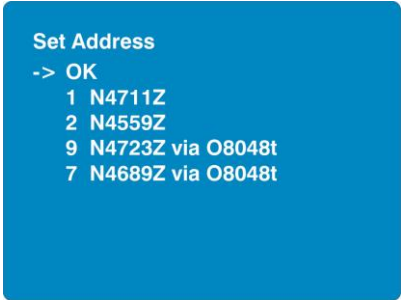 Set Address
-> OK
1 N4711Z
2 N4559Z
9 N4723Z via O8048t
7 N4689Z via O8048t